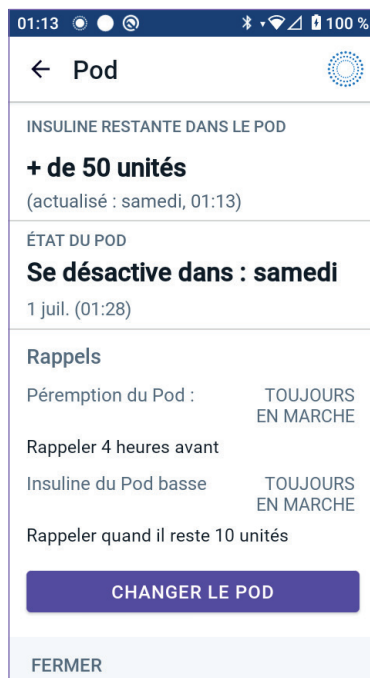 01:13 100 %
Pod
INSULINE RESTANTE DANS LE POD
+ de 50 unités
(actualisé : samedi, 01:13)
ÉTAT DU POD
Se désactive dans : samedi
1 juil. (01:28)
Rappels
Péremption du Pod : TOUJOURS
EN MARCHE
Rappeler 4 heures avant
Insuline du Pod basse TOUJOURS
EN MARCHE
Rappeler quand il reste 10 unités
CHANGER LE POD
FERMER